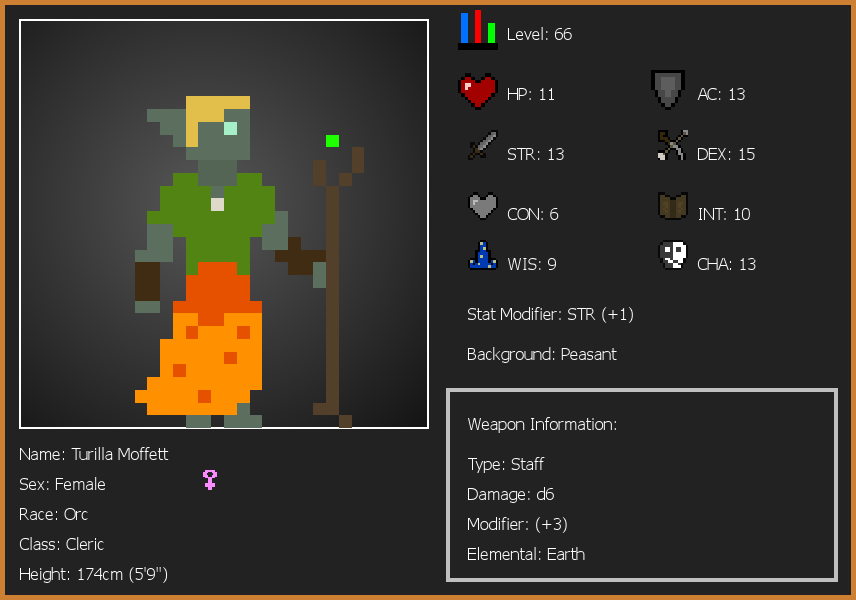 Level: 66
HP: 11
AC: 13
STR: 13
DEX: 15
CON: 6
INT: 10
WIS: 9
CHA: 13
Stat Modifier: STR (+1)
Background: Peasant
Weapon Information:
Type: Staff
Damage: d6
Modifier: (+3)
Elemental: Earth
Name: Turilla Moffett
Sex: Female
Race: Orc
Class: Cleric
Height: 174cm (5'9")